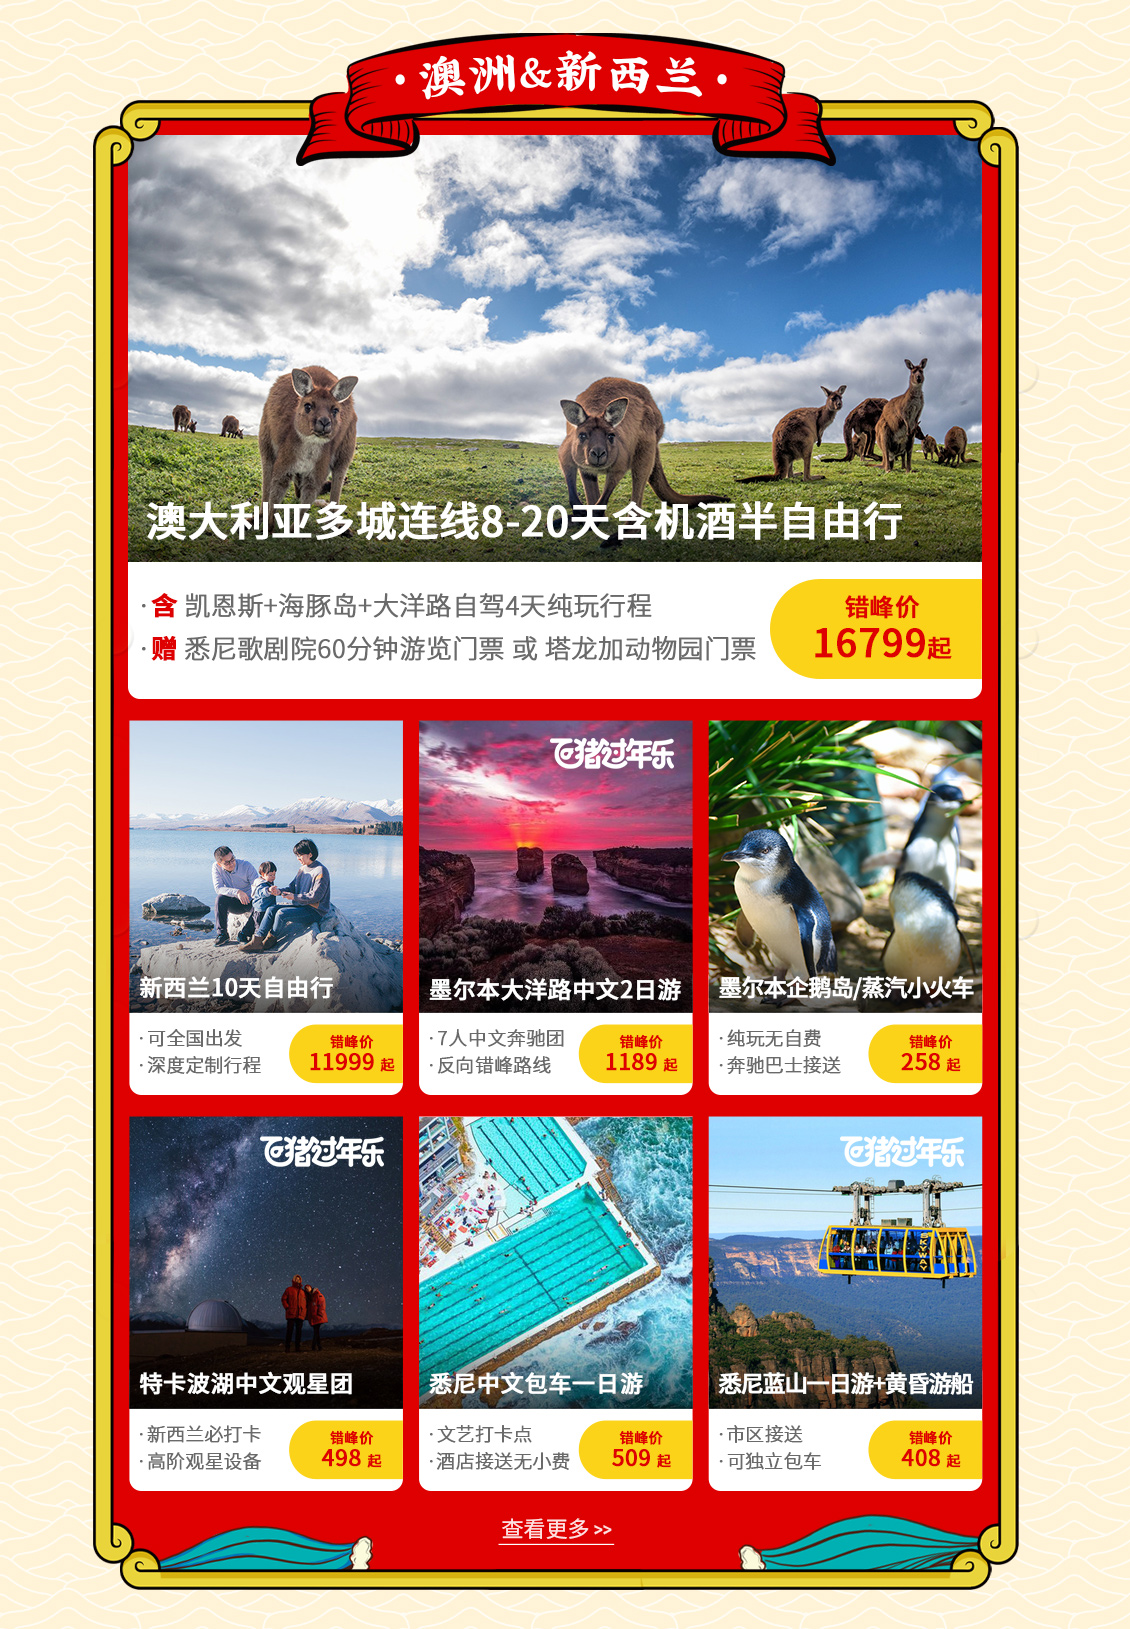 ·澳洲&新西兰·
澳大利亚多城连线8-20天含机酒半自由行
·含 凯恩斯+海豚岛+大洋路自驾4天纯玩行程
·赠 悉尼歌剧院60分钟游览门票 或 塔龙加动物园门票
错峰价
16799起
新西兰10天自由行
·可全国出发
·深度定制行程
错峰价
11999 起
百猪过年乐
墨尔本大洋路中文2日游
·7人中文奔驰团
·反向错峰路线
错峰价
1189 起
墨尔本企鹅岛/蒸汽小火车
·纯玩无自费
·奔驰巴士接送
错峰价
258 起
百猪过年乐
特卡波湖中文观星团
·新西兰必打卡
·高阶观星设备
错峰价
498 起
悉尼中文包车一日游
·文艺打卡点
·酒店接送无小费
错峰价
509 起
百猪过年乐
SKYWAY
悉尼蓝山一日游+黄昏游船
·市区接送
·可独立包车
错峰价
408 起
查看更多 >>